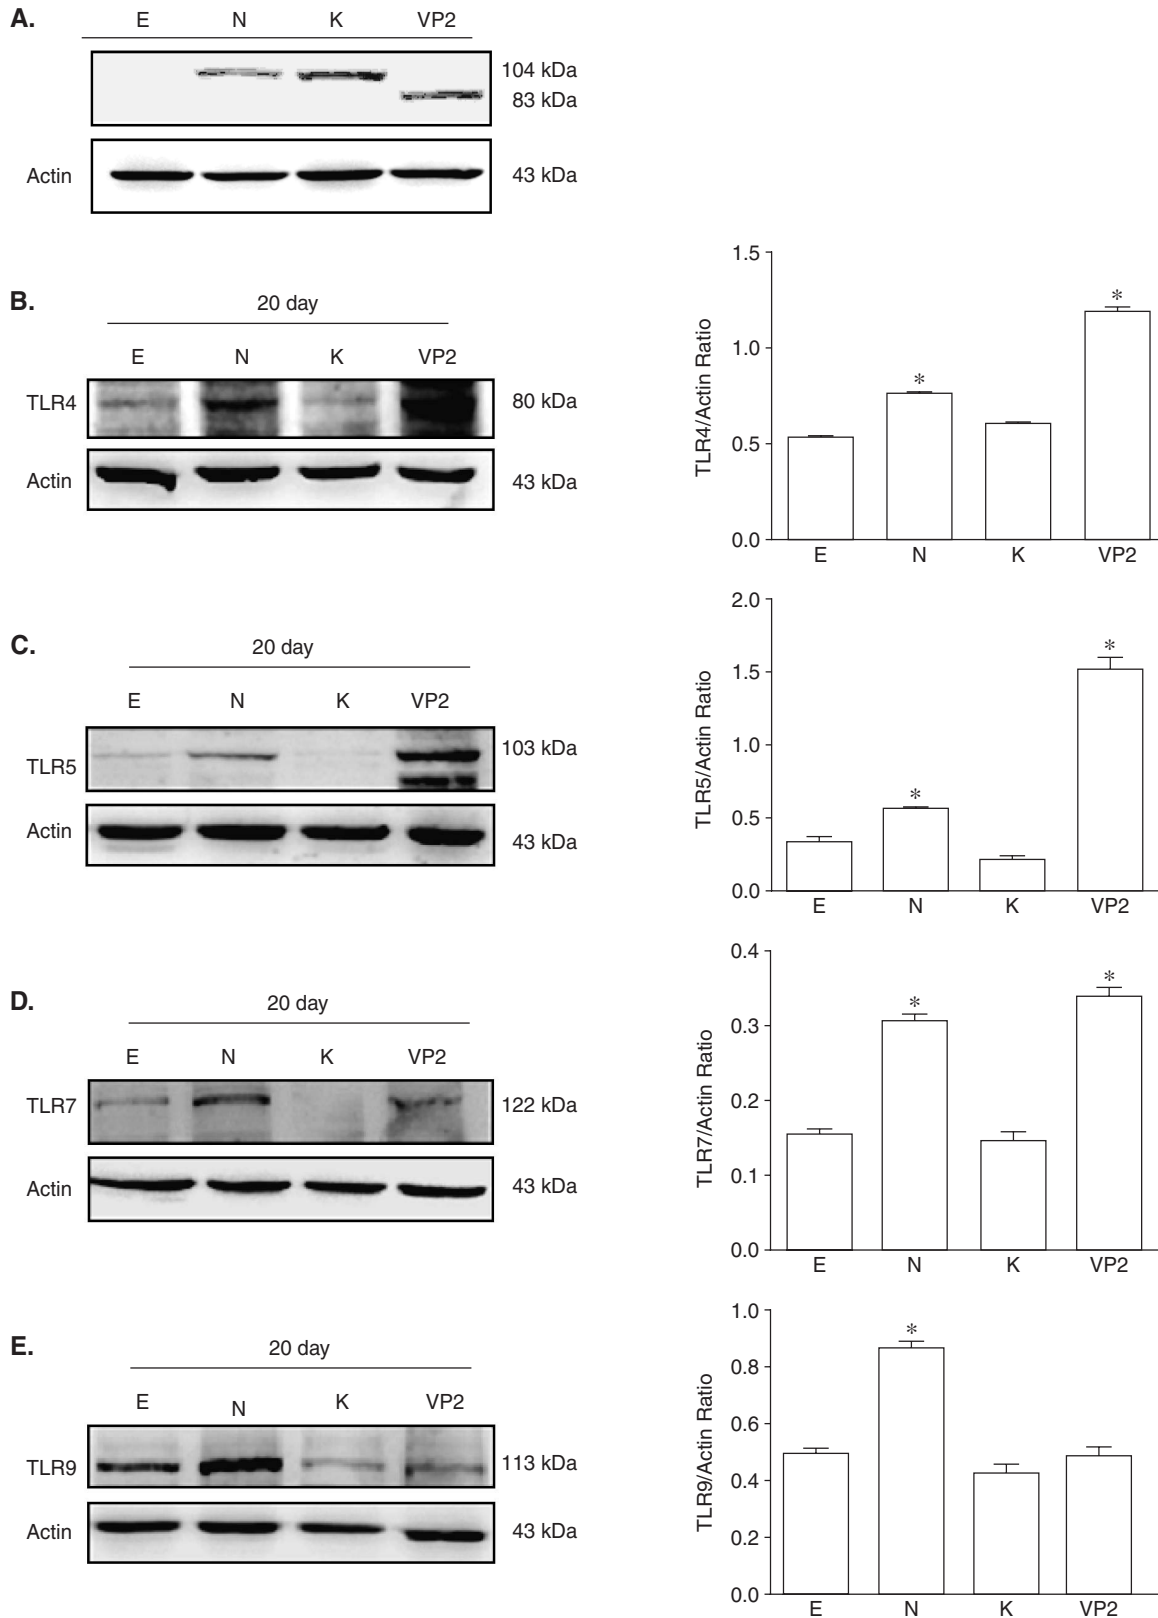 A.
E N K VP2
104 kDa
83 kDa
Actin 43 kDa
B.
20 day
E N K VP2
TLR4 80 kDa
Actin 43 kDa
TLR4/Actin Ratio
1.5
1.0
0.5
0.0
* *
E N K VP2
C.
20 day
E N K VP2
TLR5 103 kDa
Actin 43 kDa
TLR5/Actin Ratio
2.0
1.5
1.0
0.5
0.0
* *
E N K VP2
D.
20 day
E N K VP2
TLR7 122 kDa
Actin 43 kDa
TLR7/Actin Ratio
0.4
0.3
0.2
0.1
0.0
* *
E N K VP2
E.
20 day
E N K VP2
TLR9 113 kDa
Actin 43 kDa
TLR9/Actin Ratio
1.0
0.8
0.6
0.4
0.2
0.0
*
E N K VP2